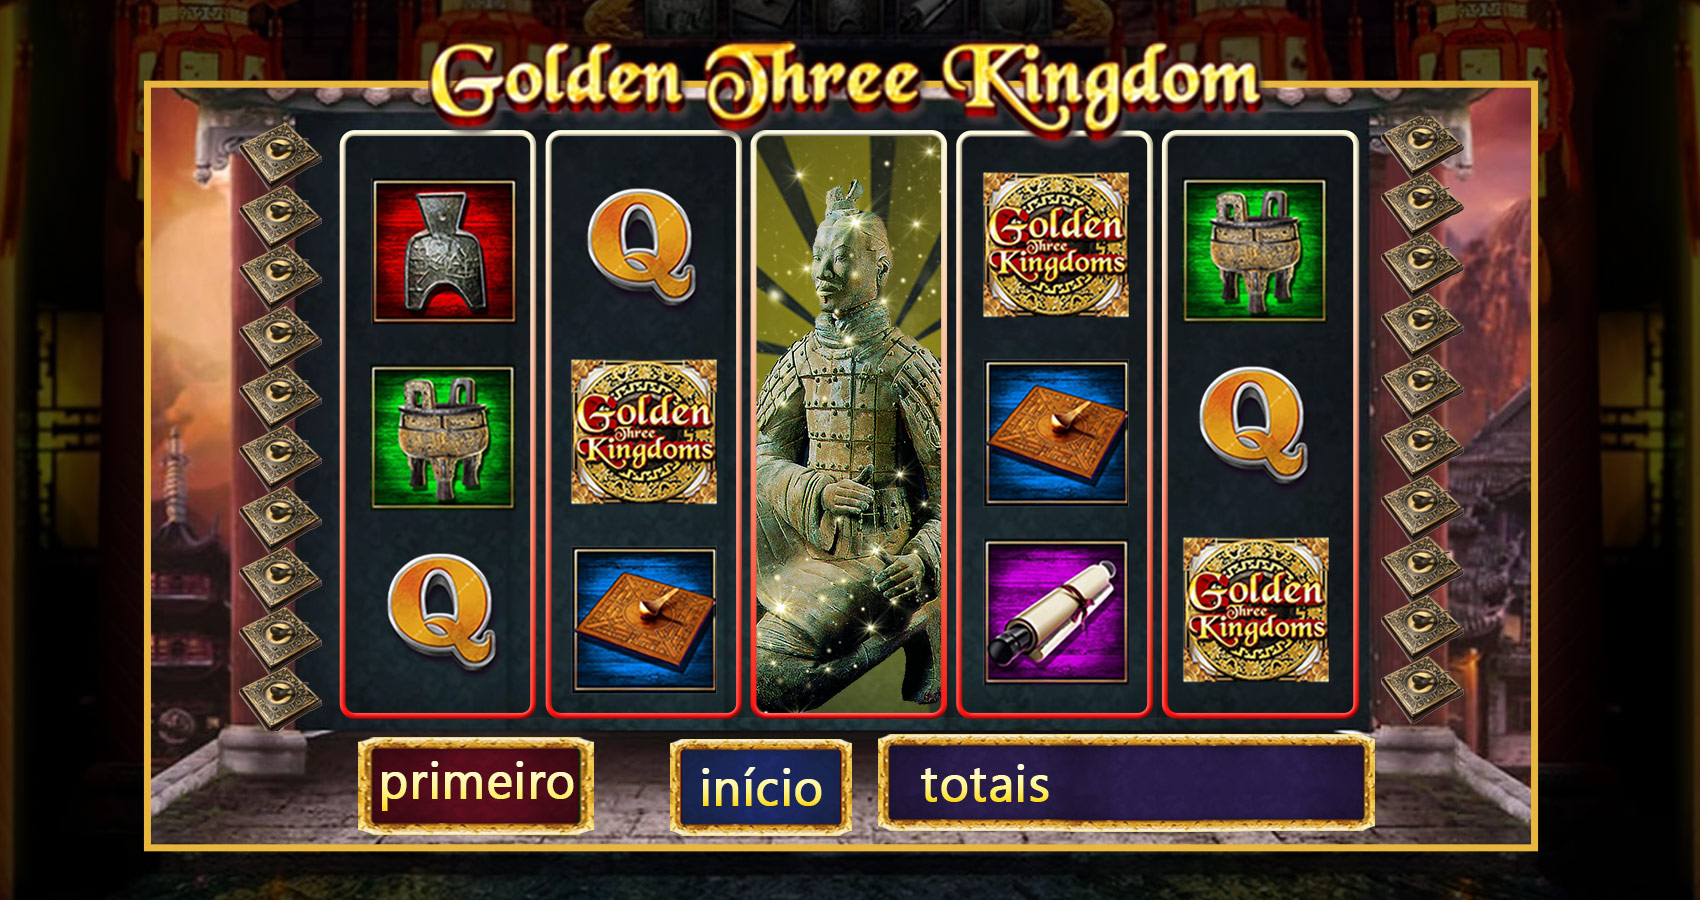 Golden Three Kingdom
Q
Golden
Three
Kingdoms
Golden
Three
Kingdoms
Q
Q
Golden
Three
Kingdoms
primeiro
início
totais